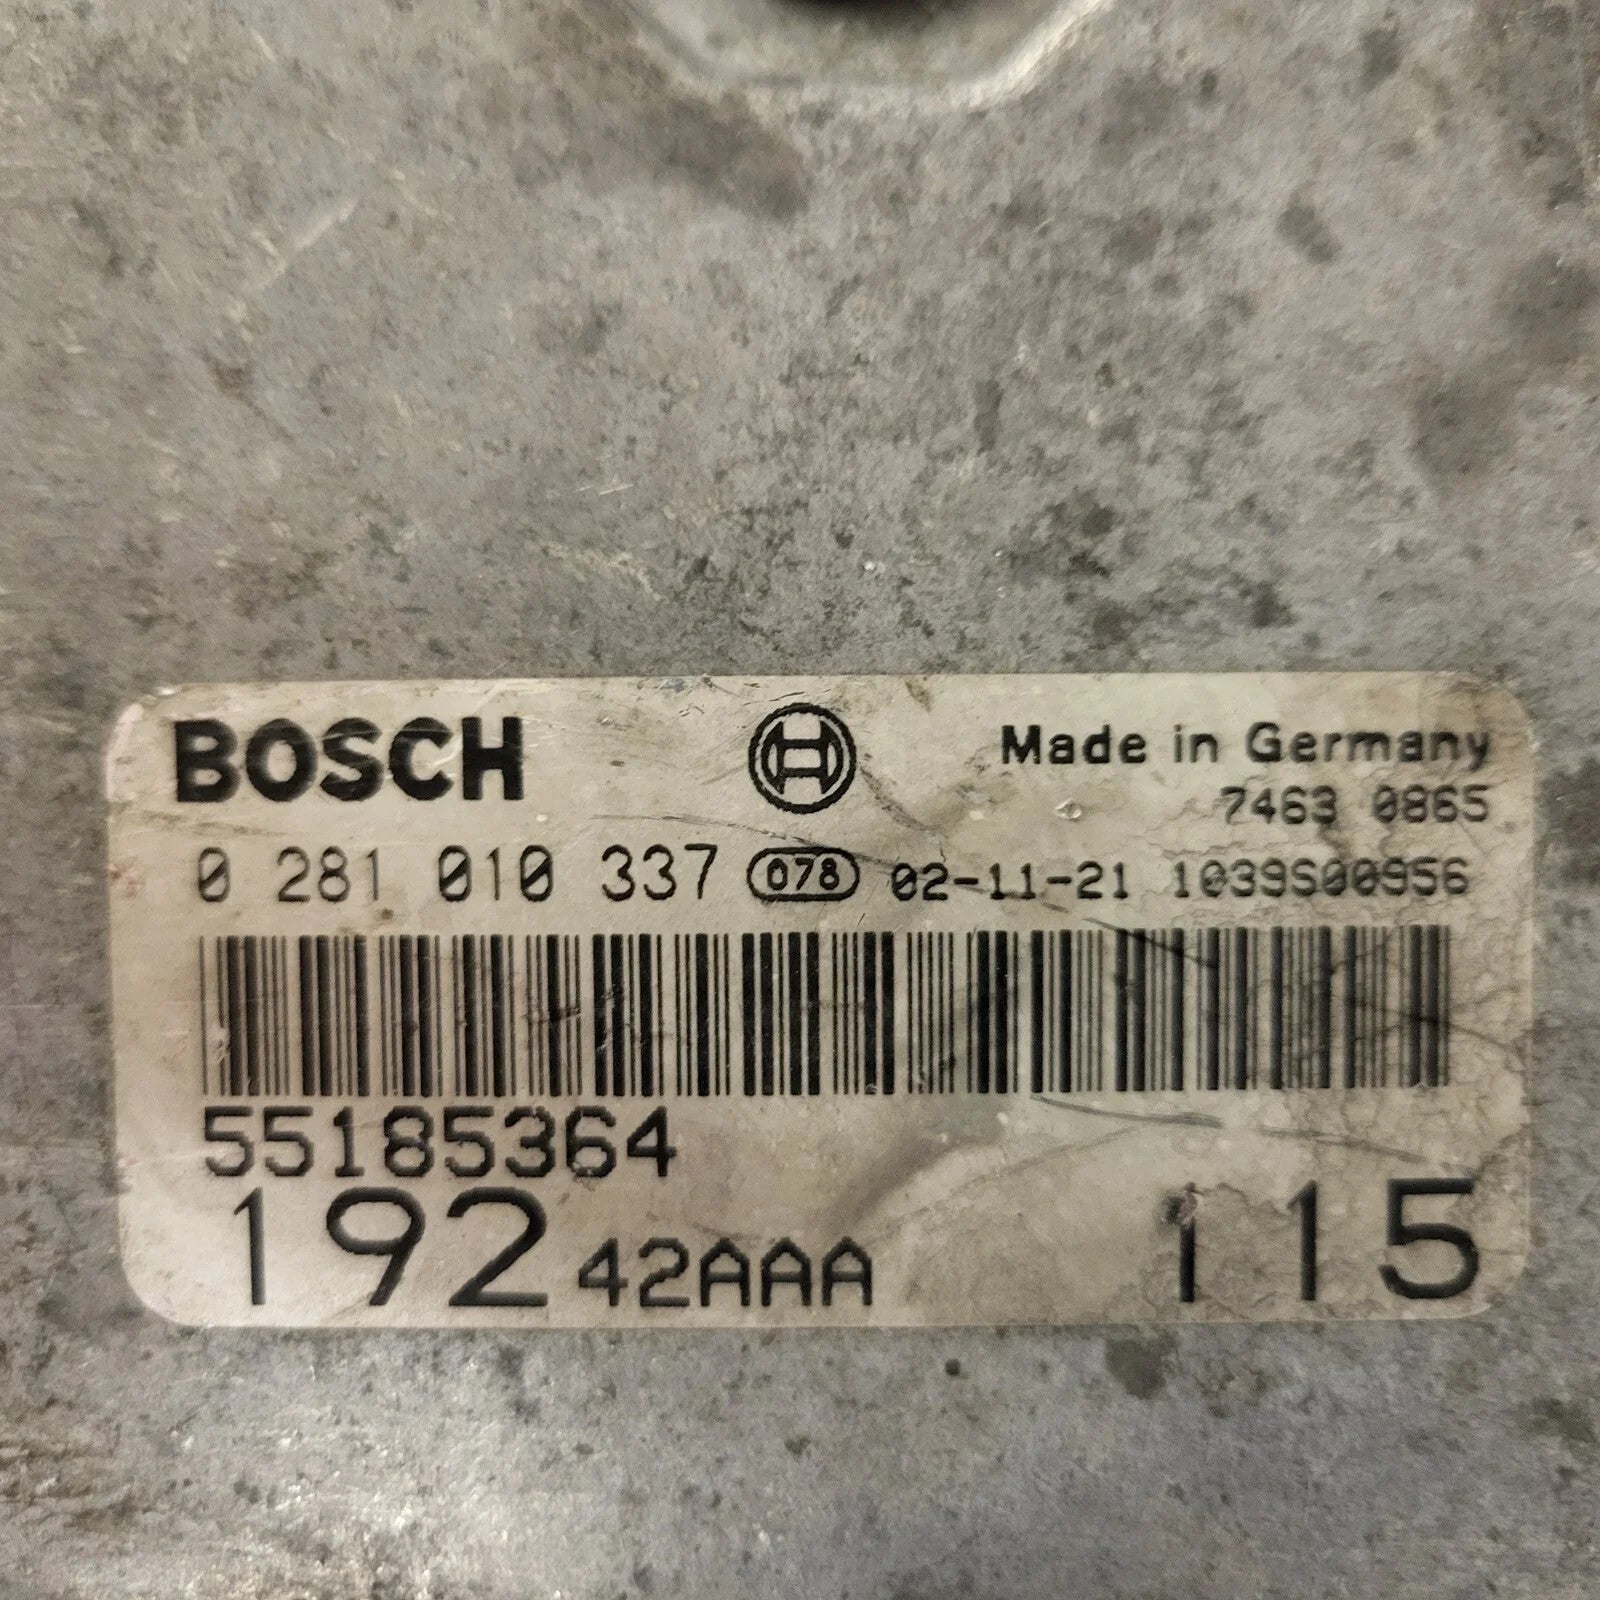 BOSCH Made in Germany
7463 0865
0 281 010 337 078 02-11-21 1039S00956
55185364
192 42AAA 115